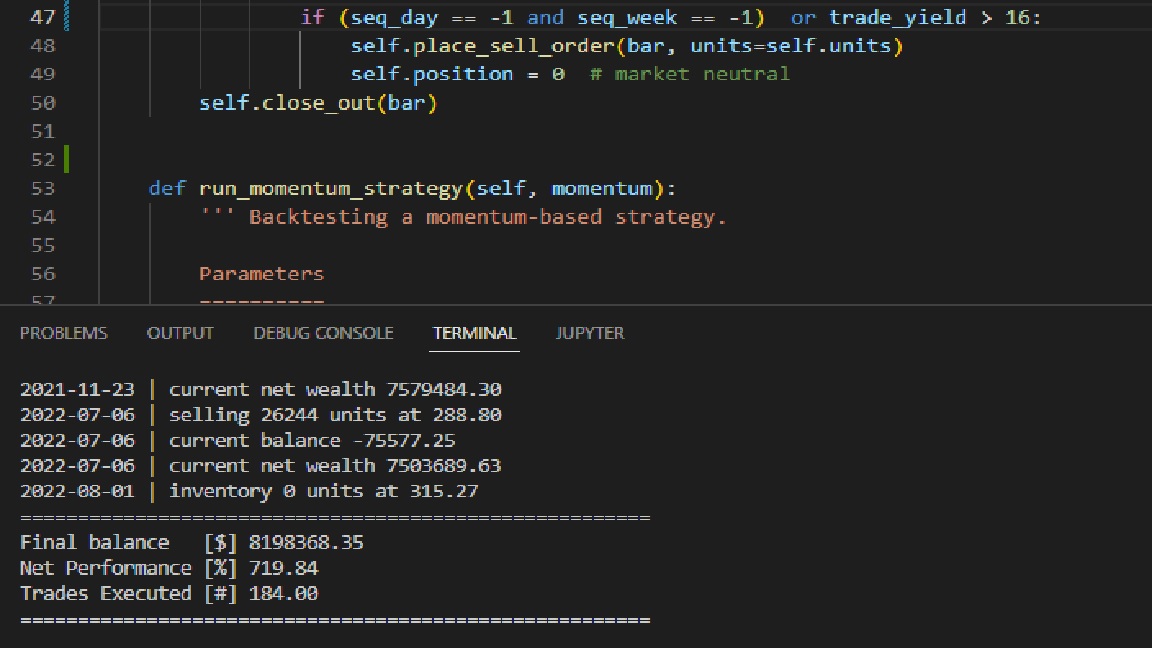 47 if (seq_day == -1 and seq_week == -1)  or trade_yield > 16:
48 self.place_sell_order(bar, units=self.units)
49 self.position = 0  # market neutral
50 self.close_out(bar)
51
52
53 def run_momentum_strategy(self, momentum):
54 ''' Backtesting a momentum-based strategy.
55
56 Parameters
57 ==========
PROBLEMS OUTPUT DEBUG CONSOLE TERMINAL JUPYTER
2021-11-23 | current net wealth 7579484.30
2022-07-06 | selling 26244 units at 288.80
2022-07-06 | current balance -75577.25
2022-07-06 | current net wealth 7503689.63
2022-08-01 | inventory 0 units at 315.27
=======================================================
Final balance   [$] 8198368.35
Net Performance [%] 719.84
Trades Executed [#] 184.00
=======================================================